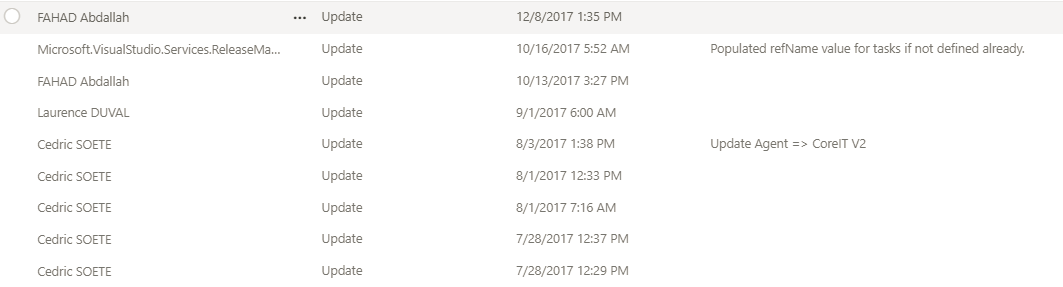 FAHAD Abdallah ••• Update 12/8/2017 1:35 PM
Microsoft.VisualStudio.Services.ReleaseMa... Update 10/16/2017 5:52 AM Populated refName value for tasks if not defined already.
FAHAD Abdallah Update 10/13/2017 3:27 PM
Laurence DUVAL Update 9/1/2017 6:00 AM
Cedric SOETE Update 8/3/2017 1:38 PM Update Agent => CoreIT V2
Cedric SOETE Update 8/1/2017 12:33 PM
Cedric SOETE Update 8/1/2017 7:16 AM
Cedric SOETE Update 7/28/2017 12:37 PM
Cedric SOETE Update 7/28/2017 12:29 PM